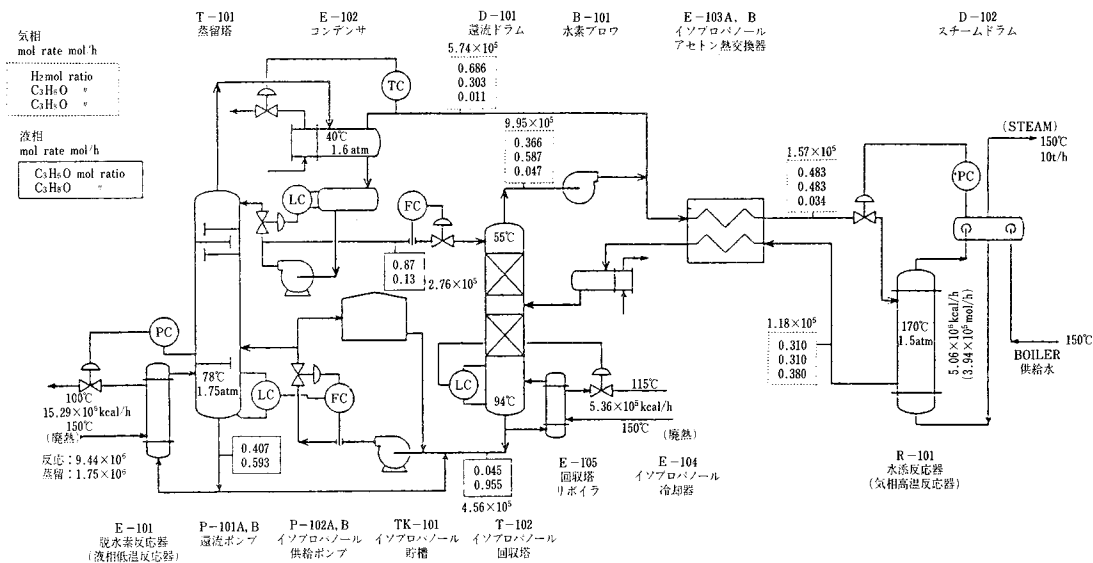 T-101
蒸留塔
E-102
コンデンサ
D-101
還流ドラム
B-101
水素ブロワ
E-103A, B
イソプロパノール
アセトン熱交換器
D-102
スチームドラム
気相
mol rate mol/h
H₂mol ratio
C₃H₆O 〃
C₃H₈O 〃
液相
mol rate mol/h
C₃H₆O mol ratio
C₃H₈O 〃
5.74×10⁵
0.686
0.303
0.011
TC
40℃
1.6 atm
9.95×10⁵
0.366
0.587
0.047
LC
FC
0.87
0.13
2.76×10⁵
55℃
1.57×10⁵
0.483
0.483
0.034
(STEAM)
150℃
10t/h
PC
170℃
1.5atm
5.06×10⁶kcal/h
(3.94×10⁵mol/h)
150℃
BOILER
供給水
1.18×10⁵
0.310
0.310
0.380
PC
78℃
1.75atm
LC
FC
LC
94℃
115℃
5.36×10⁵kcal/h
150℃
(廃熱)
100℃
15.29×10⁶kcal/h
150℃
(廃熱)
反応:9.44×10⁶
蒸留:1.75×10⁶
0.407
0.593
0.045
0.955
4.56×10⁵
E-105
回収塔
リボイラ
E-104
イソプロパノール
冷却器
R-101
水添反応器
(気相高温反応器)
E-101
脱水素反応器
(液相低温反応器)
P-101A, B
還流ポンプ
P-102A, B
イソプロパノール
供給ポンプ
TK-101
イソプロパノール
貯槽
T-102
イソプロパノール
回収塔